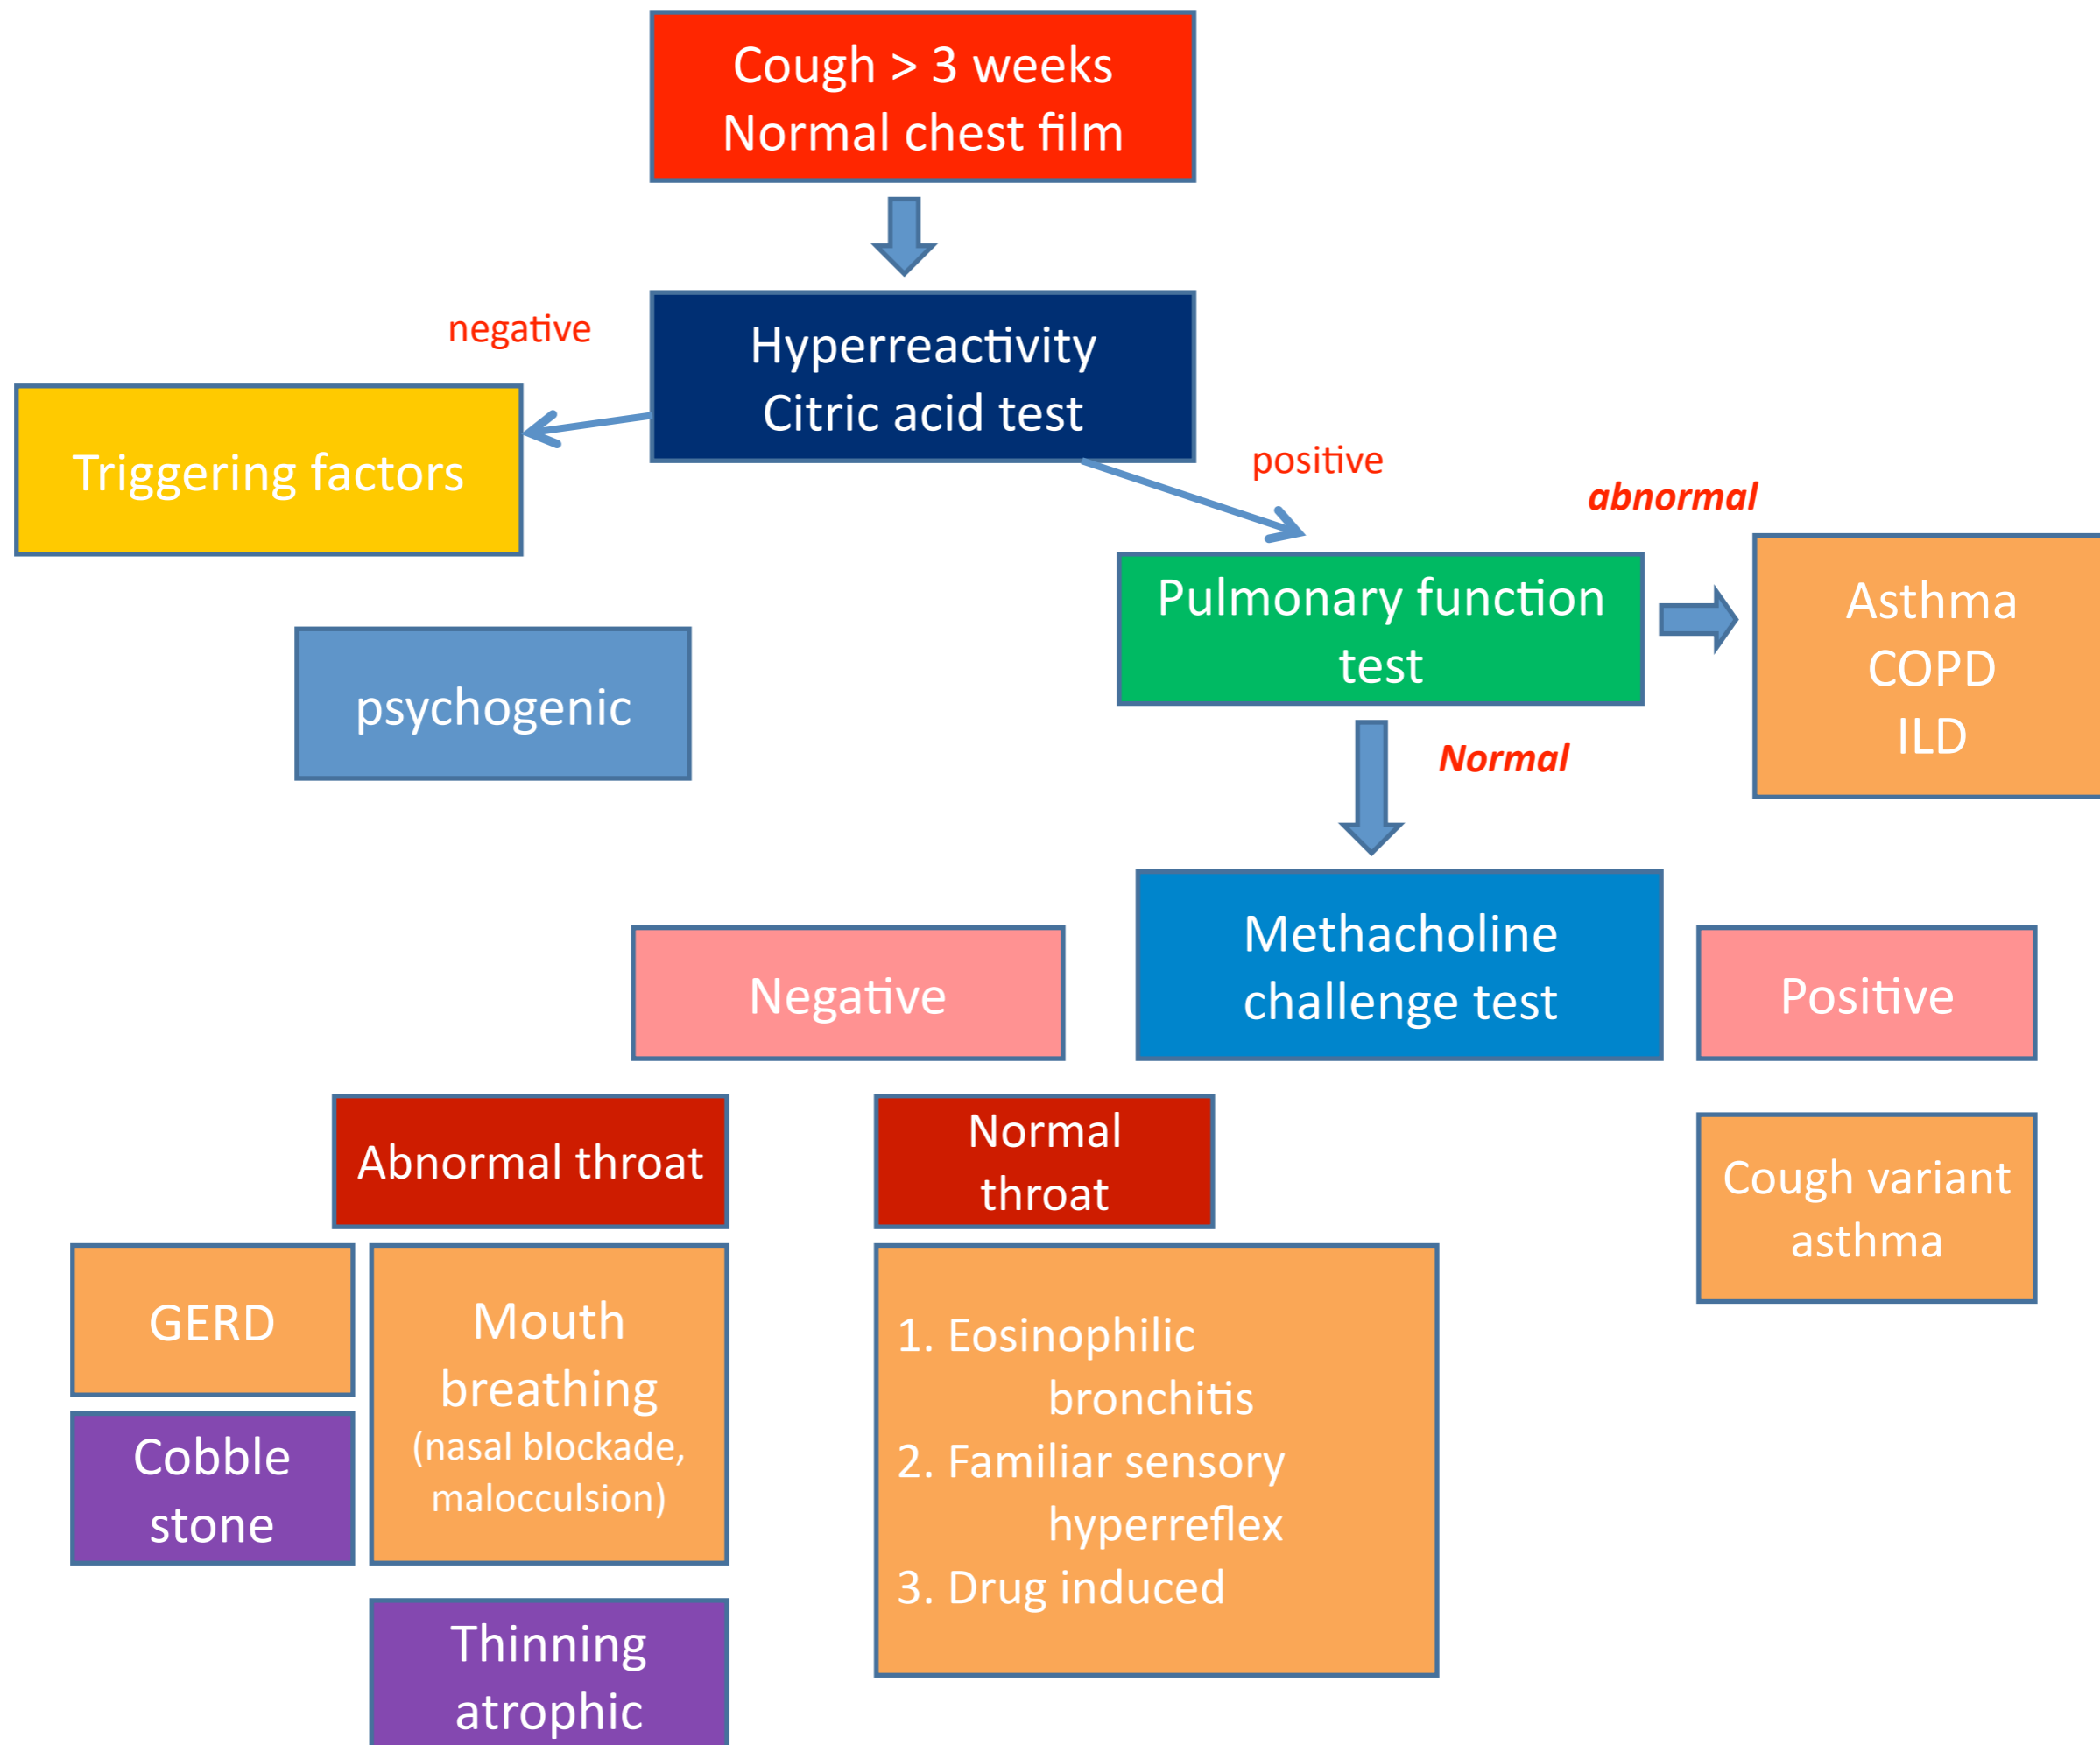 Cough > 3 weeks
Normal chest film
negative
Hyperreactivity
Citric acid test
Triggering factors
positive
abnormal
Pulmonary function
test
Asthma
COPD
ILD
psychogenic
Normal
Methacholine
challenge test
Negative
Positive
Abnormal throat
Normal
throat
Cough variant
asthma
GERD
Mouth
breathing
(nasal blockade,
malocculsion)
Cobble
stone
1. Eosinophilic
bronchitis
2. Familiar sensory
hyperreflex
3. Drug induced
Thinning
atrophic